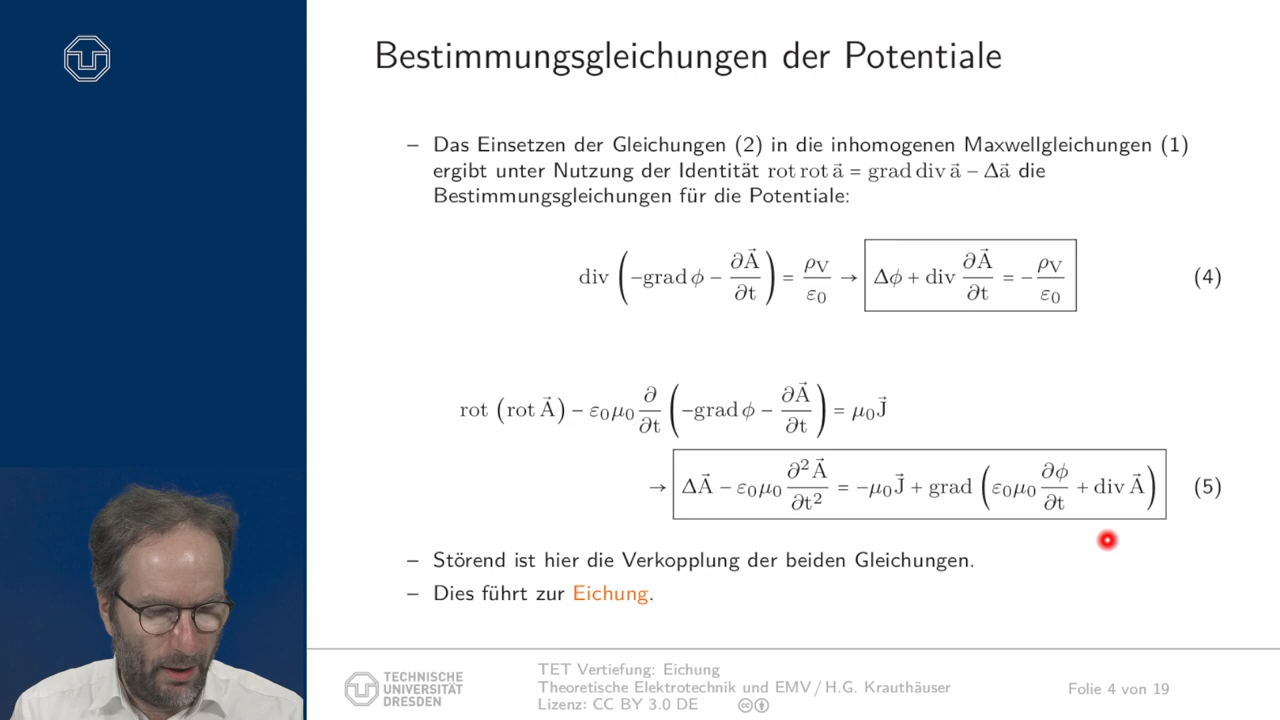 Bestimmungsgleichungen der Potentiale
– Das Einsetzen der Gleichungen (2) in die inhomogenen Maxwellgleichungen (1)
ergibt unter Nutzung der Identität rot rot a⃗ = grad div a⃗ − Δa⃗ die
Bestimmungsgleichungen für die Potentiale:
div (−grad ϕ − ∂A⃗/∂t) = ρV/ε₀ → Δϕ + div ∂A⃗/∂t = −ρV/ε₀ (4)
rot (rot A⃗) − ε₀μ₀ ∂/∂t (−grad ϕ − ∂A⃗/∂t) = μ₀J⃗
→ ΔA⃗ − ε₀μ₀ ∂²A⃗/∂t² = −μ₀J⃗ + grad (ε₀μ₀ ∂ϕ/∂t + div A⃗) (5)
– Störend ist hier die Verkopplung der beiden Gleichungen.
– Dies führt zur Eichung.
TECHNISCHE
UNIVERSITÄT
DRESDEN
TET Vertiefung: Eichung
Theoretische Elektrotechnik und EMV / H.G. Krauthäuser
Lizenz: CC BY 3.0 DE
Folie 4 von 19